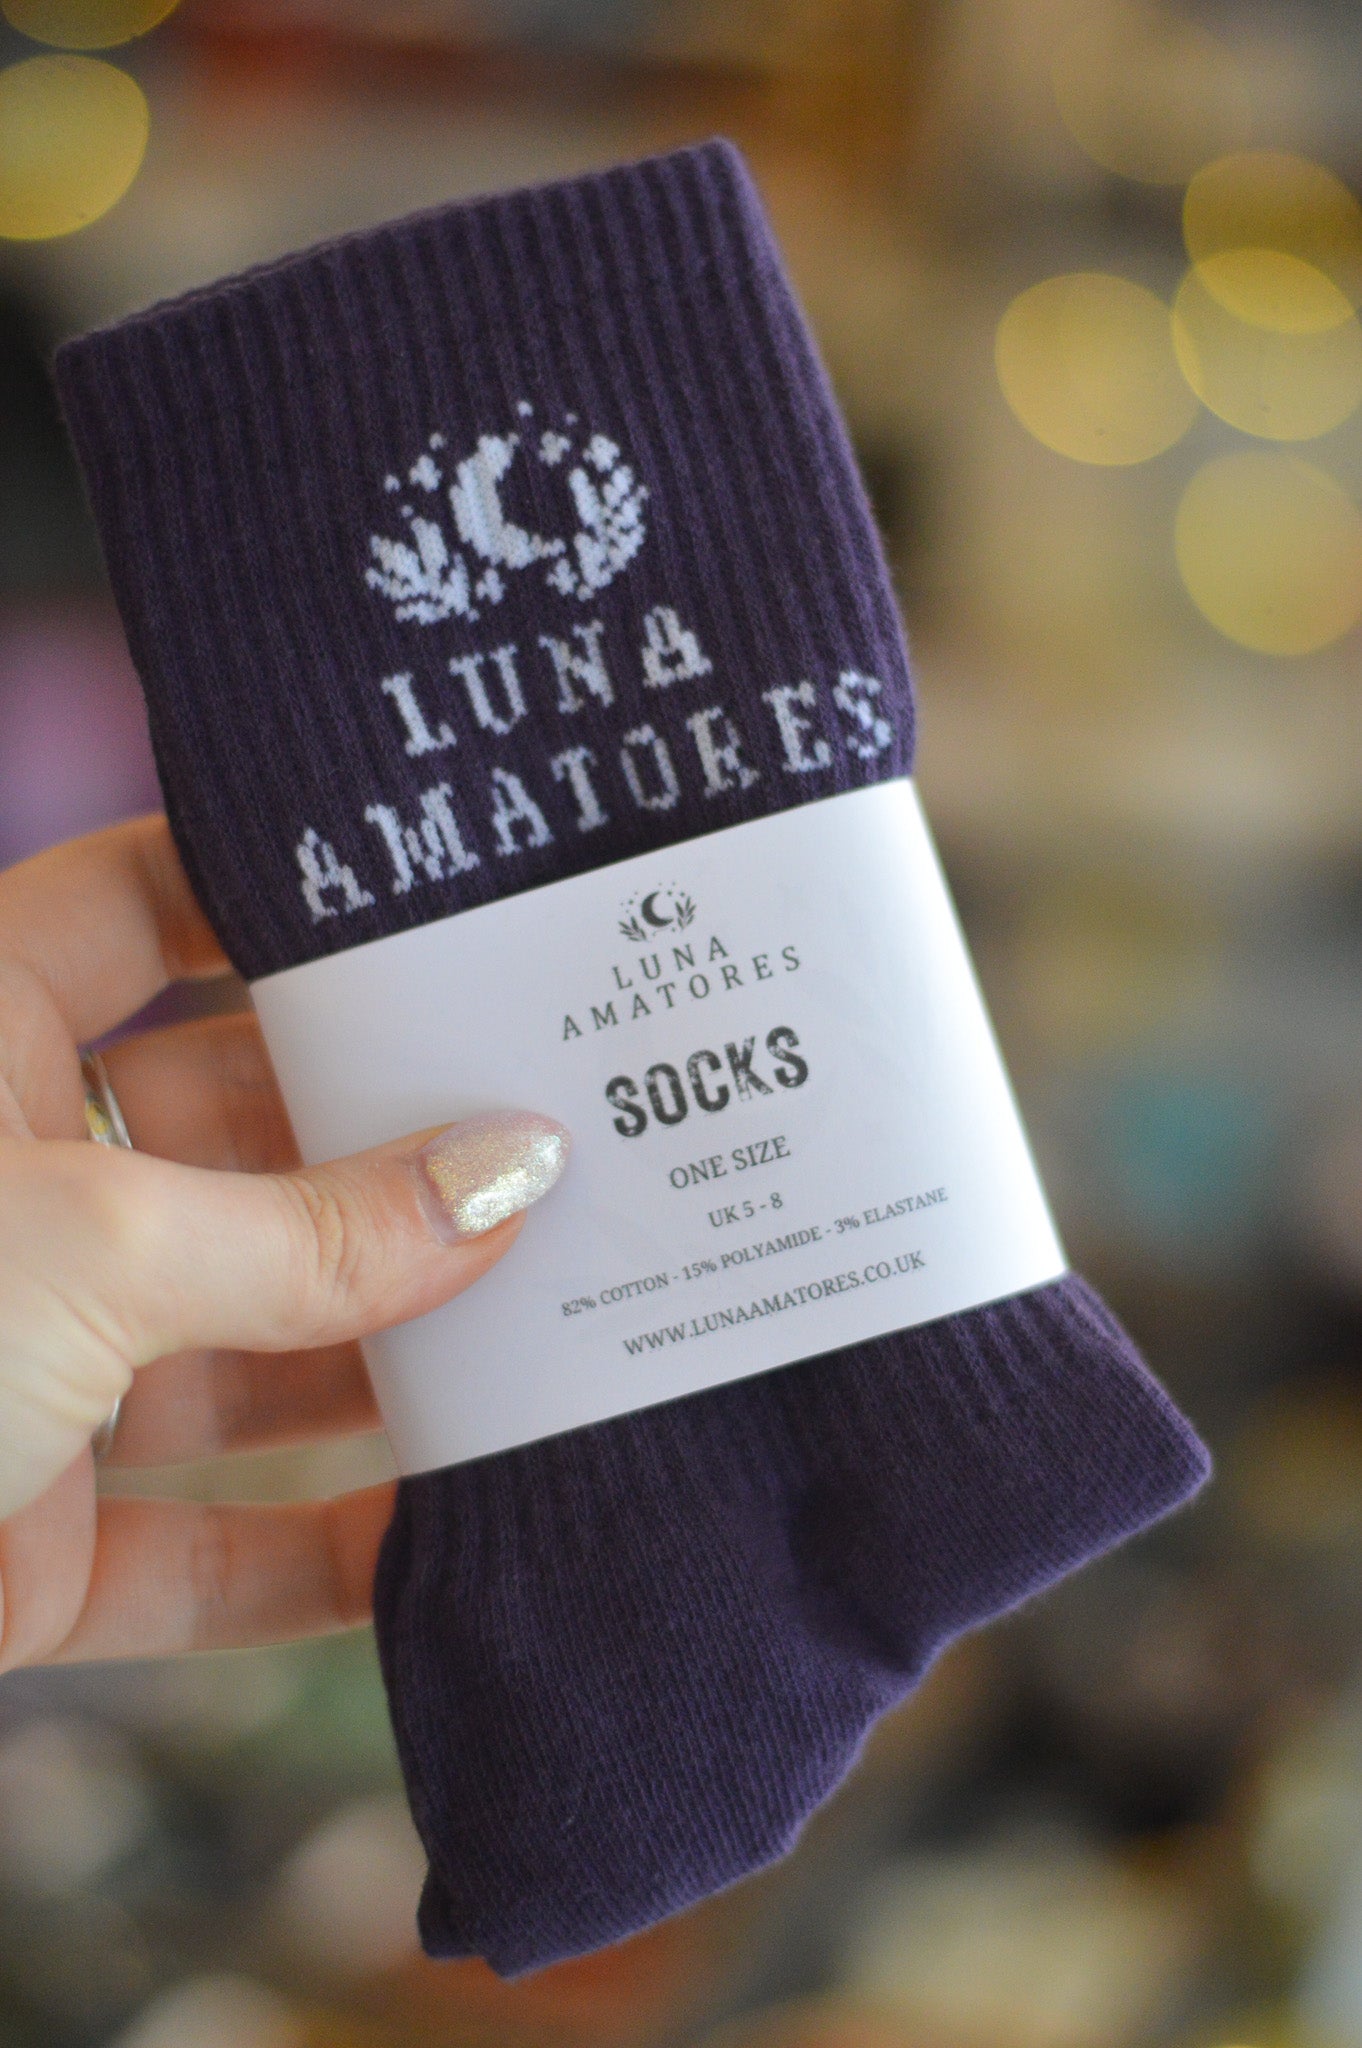 LUNA
AMATORES
LUNA
AMATORES
SOCKS
ONE SIZE
UK 5 - 8
82% COTTON - 15% POLYAMIDE - 3% ELASTANE
WWW.LUNAAMATORES.CO.UK